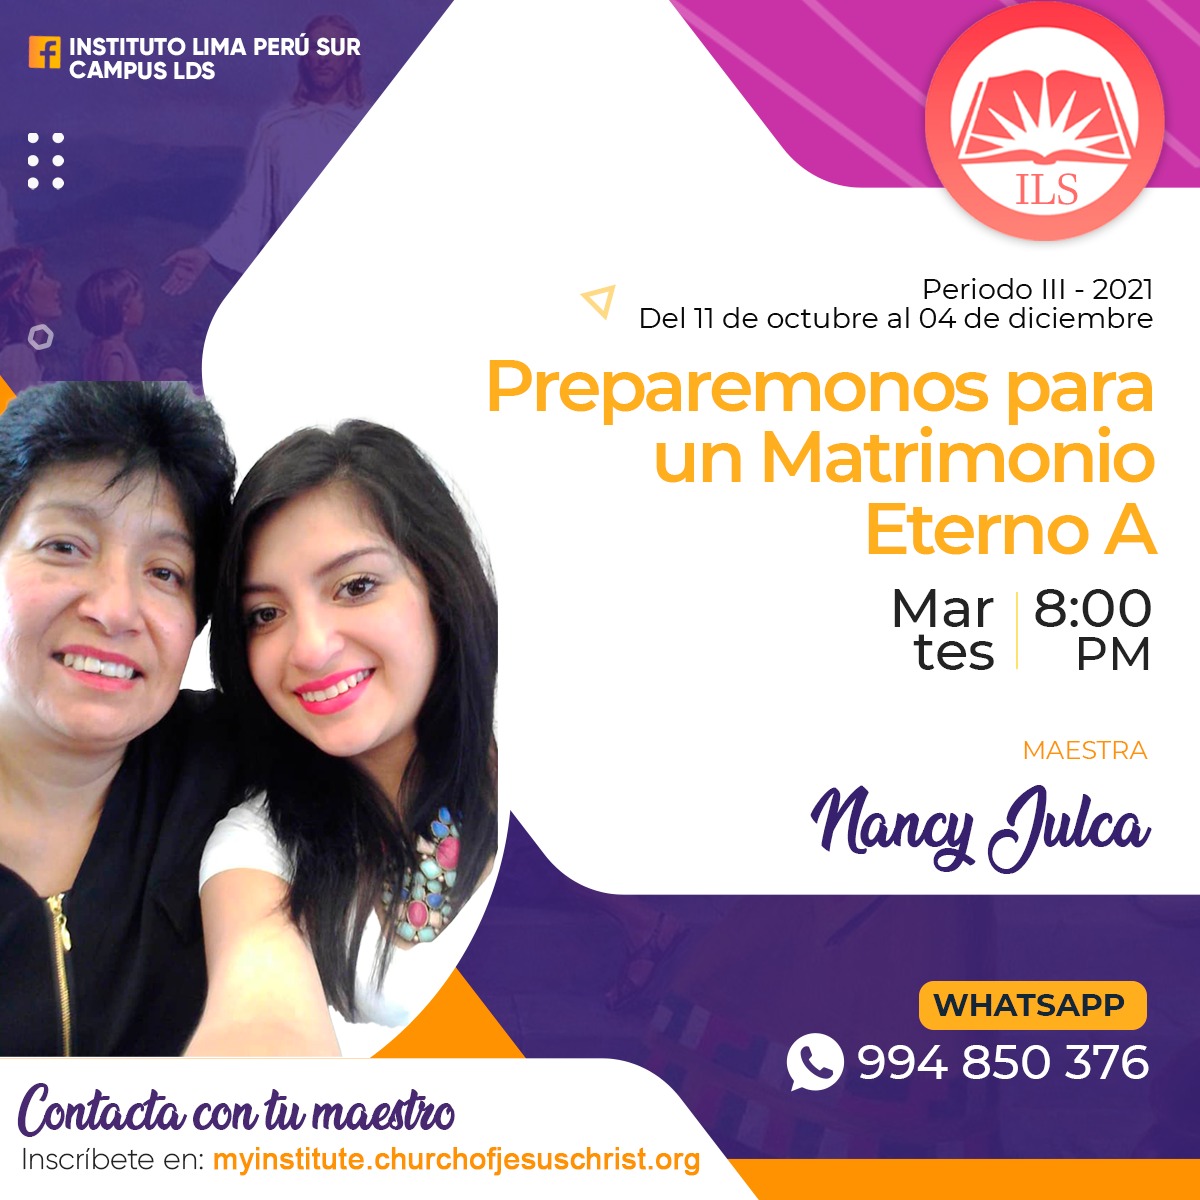 INSTITUTO LIMA PERÚ SUR
CAMPUS LDS
ILS
Periodo III - 2021
Del 11 de octubre al 04 de diciembre
Preparemonos para
un Matrimonio
Eterno A
Mar
tes
8:00
PM
MAESTRA
Nancy Julca
WHATSAPP
994 850 376
Contacta con tu maestro
Inscríbete en: myinstitute.churchofjesuschrist.org